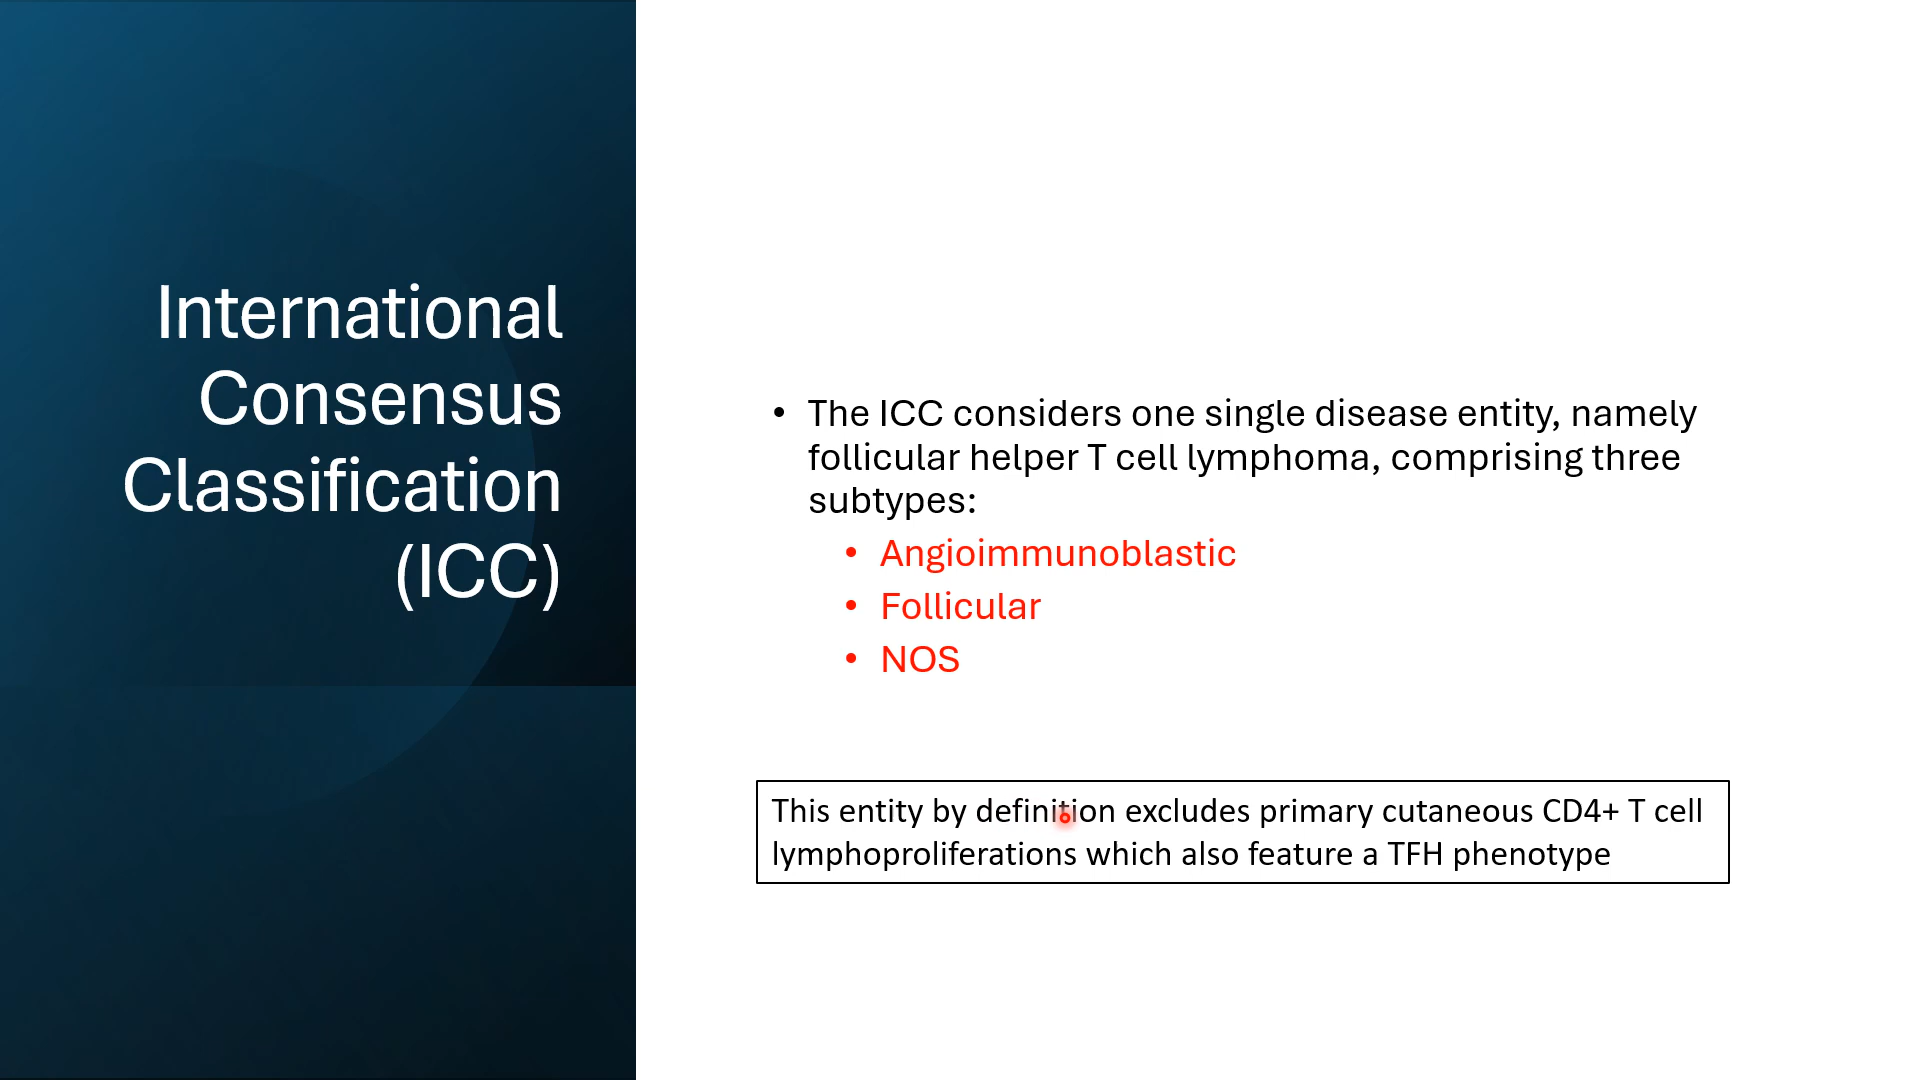 International
Consensus
Classification
(ICC)
• The ICC considers one single disease entity, namely
follicular helper T cell lymphoma, comprising three
subtypes:
• Angioimmunoblastic
• Follicular
• NOS
This entity by definition excludes primary cutaneous CD4+ T cell
lymphoproliferations which also feature a TFH phenotype